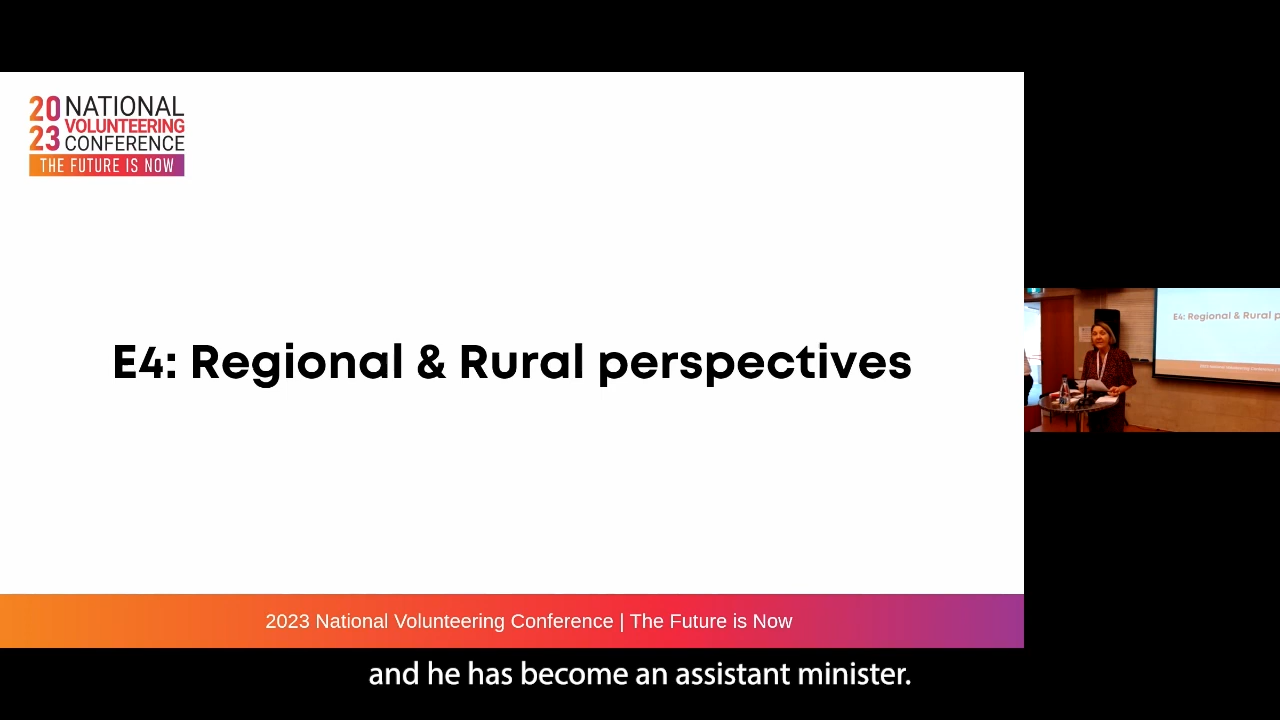 20 NATIONAL
VOLUNTEERING
23 CONFERENCE
THE FUTURE IS NOW
E4: Regional & Rural perspectives
E4: Regional & Rural p
2023 National Volunteering Conference | The Future is Now
and he has become an assistant minister.